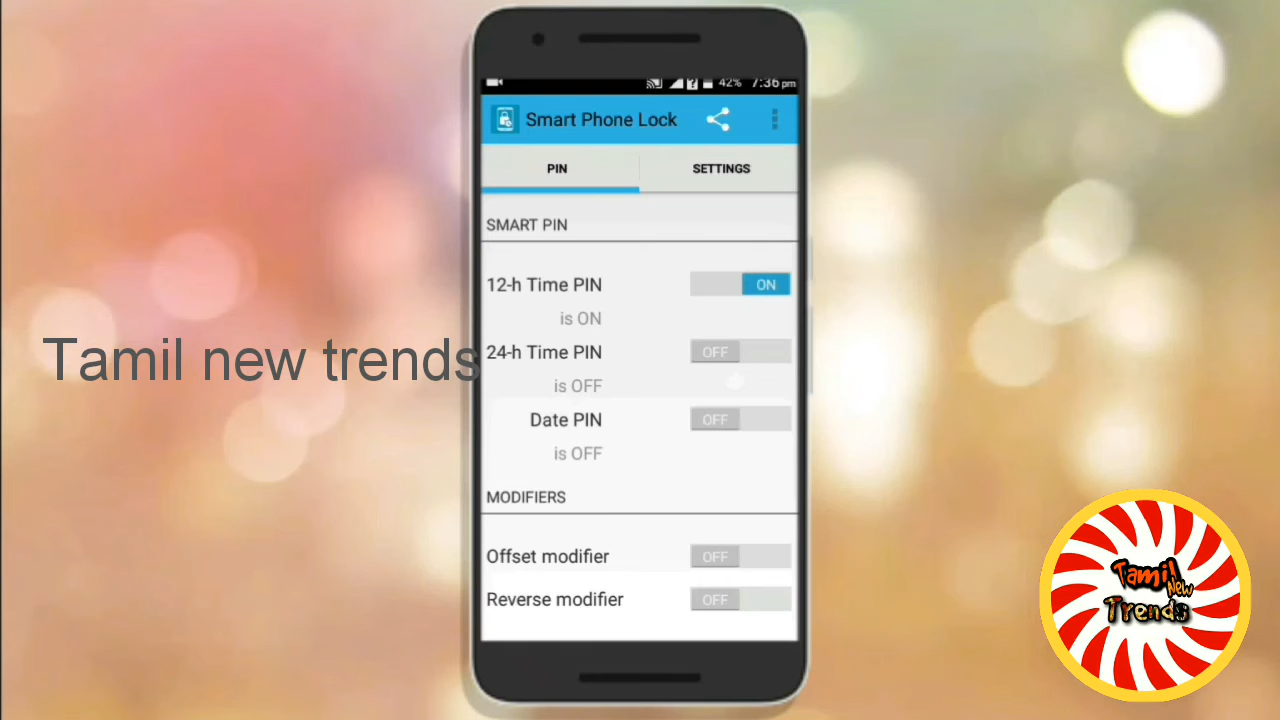 42% 7:36 pm
Smart Phone Lock
PIN SETTINGS
SMART PIN
12-h Time PIN ON
is ON
Tamil new trends
24-h Time PIN OFF
is OFF
Date PIN OFF
is OFF
MODIFIERS
Offset modifier OFF
Reverse modifier OFF
Tamil
New
Trends